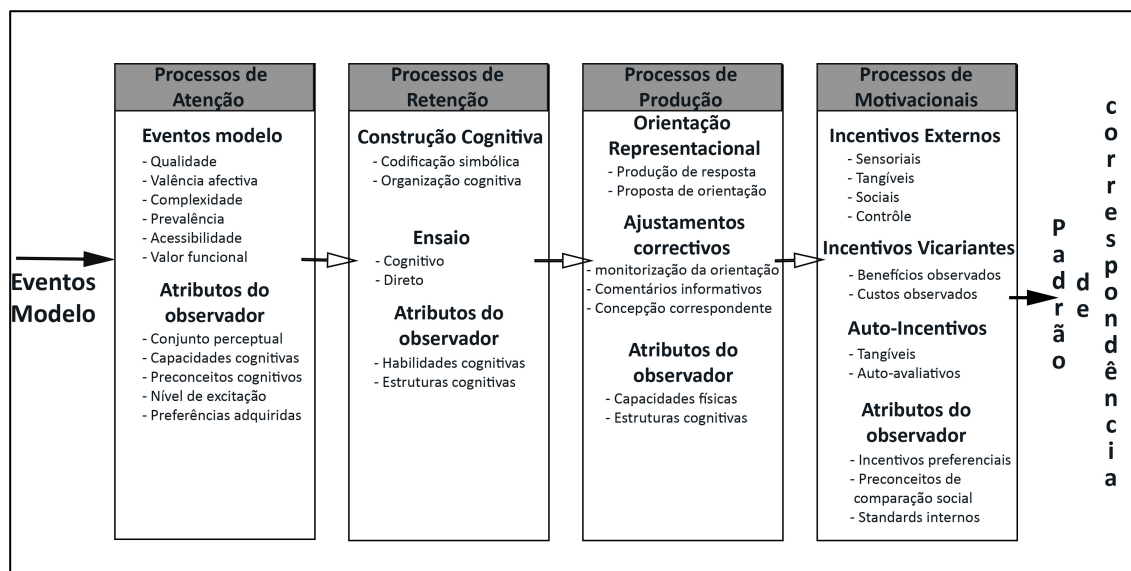 Eventos
Modelo
Processos de
Atenção
Eventos modelo
- Qualidade
- Valência afectiva
- Complexidade
- Prevalência
- Acessibilidade
- Valor funcional
Atributos do
observador
- Conjunto perceptual
- Capacidades cognitivas
- Preconceitos cognitivos
- Nível de excitação
- Preferências adquiridas
Processos de
Retenção
Construção Cognitiva
- Codificação simbólica
- Organização cognitiva
Ensaio
- Cognitivo
- Direto
Atributos do
observador
- Habilidades cognitivas
- Estruturas cognitivas
Processos de
Produção
Orientação
Representacional
- Produção de resposta
- Proposta de orientação
Ajustamentos
correctivos
- monitorização da orientação
- Comentários informativos
- Concepção correspondente
Atributos do
observador
- Capacidades físicas
- Estruturas cognitivas
Processos de
Motivacionais
Incentivos Externos
- Sensoriais
- Tangíveis
- Sociais
- Contrôle
Incentivos Vicariantes
- Benefícios observados
- Custos observados
Auto-Incentivos
- Tangíveis
- Auto-avaliativos
Atributos do
observador
- Incentivos preferenciais
- Preconceitos de
comparação social
- Standards internos
Padrão
de
correspondência